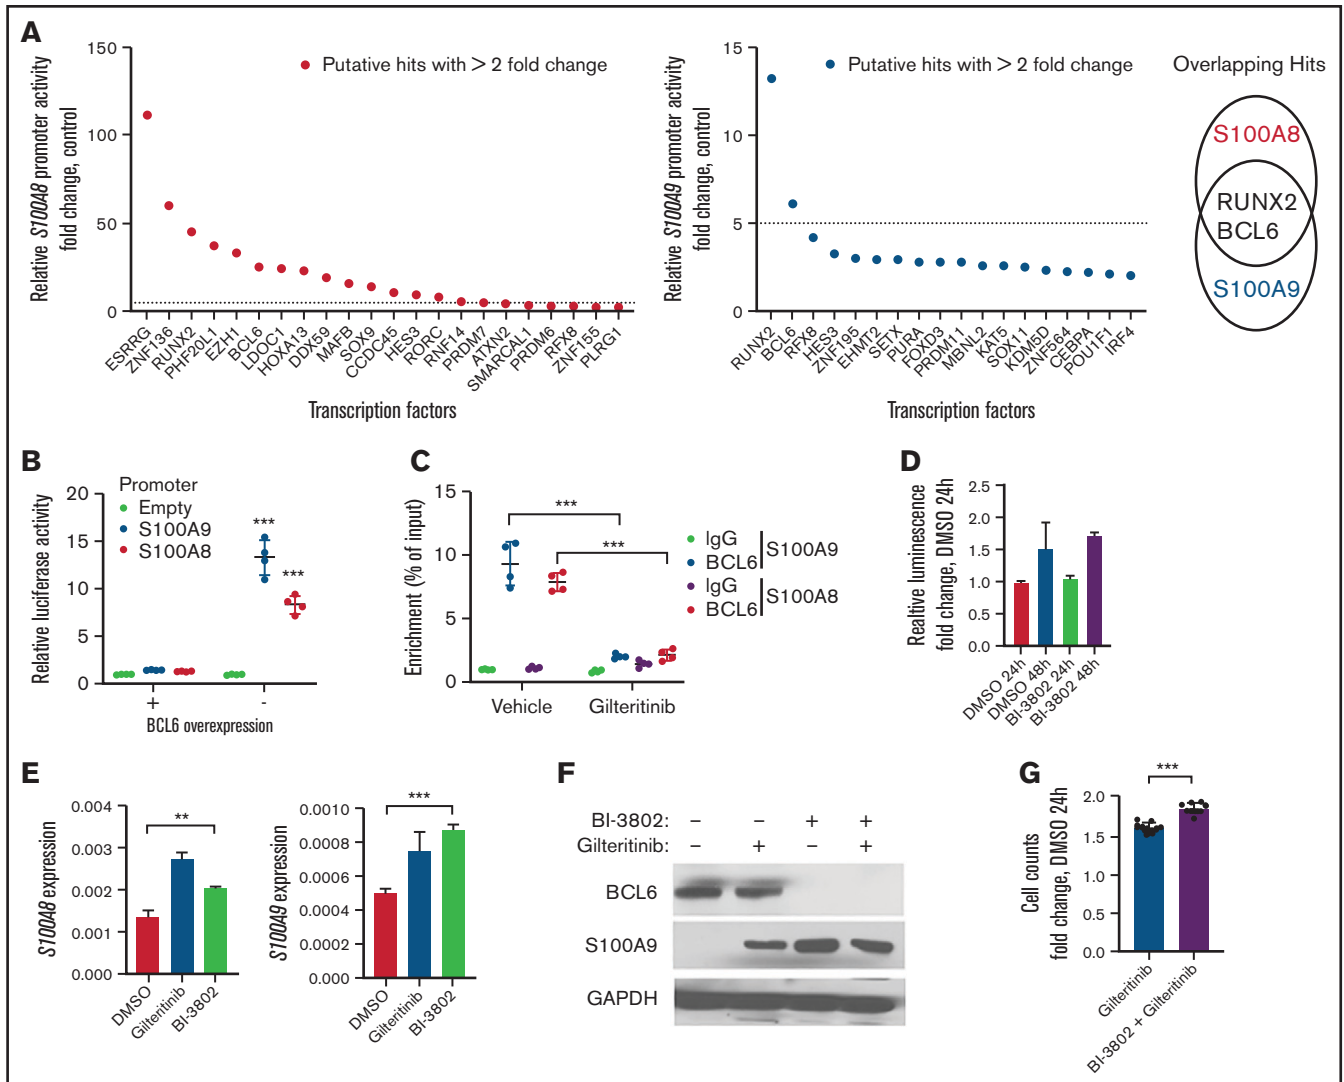 A
Relative S100A8 promoter activity
fold change, control
150
100
50
0
Putative hits with > 2 fold change
ESRRG
ZNF136
RUNX2
PHF20L1
EZH1
BCL6
LDOC1
HOXA13
DDX59
MAFB
SOX9
CCDC45
HES3
RORC
RNF14
PRDM7
ATXN2
SMARCAL1
PRDM6
RFX8
ZNF155
PLRG1
Transcription factors
Relative S100A9 promoter activity
fold change, control
15
10
5
0
Putative hits with > 2 fold change
RUNX2
BCL6
RFX8
HES3
ZNF195
EHMT2
SETX
PURA
FOXD3
PRDM11
MBNL2
KAT5
SOX11
KDM5D
ZNF564
CEBPA
POU1F1
IRF4
Transcription factors
Overlapping Hits
S100A8
RUNX2
BCL6
S100A9
B
Relative luciferase activity
20
15
10
5
0
Promoter
Empty
S100A9
S100A8
***
***
+
-
BCL6 overexpression
C
Enrichment (% of input)
15
10
5
0
***
***
Vehicle
Gilteritinib
IgG
BCL6
S100A9
IgG
BCL6
S100A8
D
Realtive luminescence
fold change, DMSO 24h
2.5
2.0
1.5
1.0
0.5
0.0
DMSO 24h
DMSO 48h
BI-3802 24h
BI-3802 48h
E
S100A8 expression
0.004
0.003
0.002
0.001
0.000
**
DMSO
Gilteritinib
BI-3802
S100A9 expression
0.0010
0.0008
0.0006
0.0004
0.0002
0.000
***
DMSO
Gilteritinib
BI-3802
F
BI-3802: − − + +
Gilteritinib: − + − +
BCL6
S100A9
GAPDH
G
Cell counts
fold change, DMSO 24h
2.0
1.5
1.0
0.5
0.0
***
Gilteritinib
BI-3802 + Gilteritinib